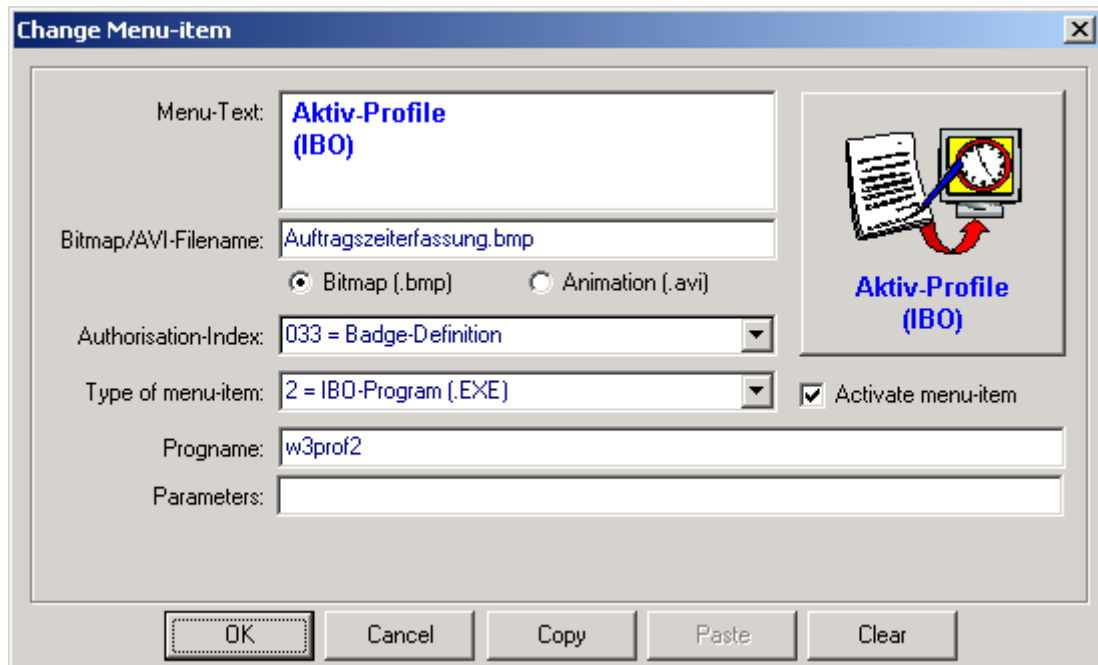 Change Menu-item
Menu-Text:
Aktiv-Profile
(IBO)
Bitmap/AVI-Filename:
Auftragszeiterfassung.bmp
Bitmap (.bmp)
Animation (.avi)
Aktiv-Profile
(IBO)
Authorisation-Index:
033 = Badge-Definition
Type of menu-item:
2 = IBO-Program (.EXE)
Activate menu-item
Progname:
w3prof2
Parameters:
OK
Cancel
Copy
Paste
Clear